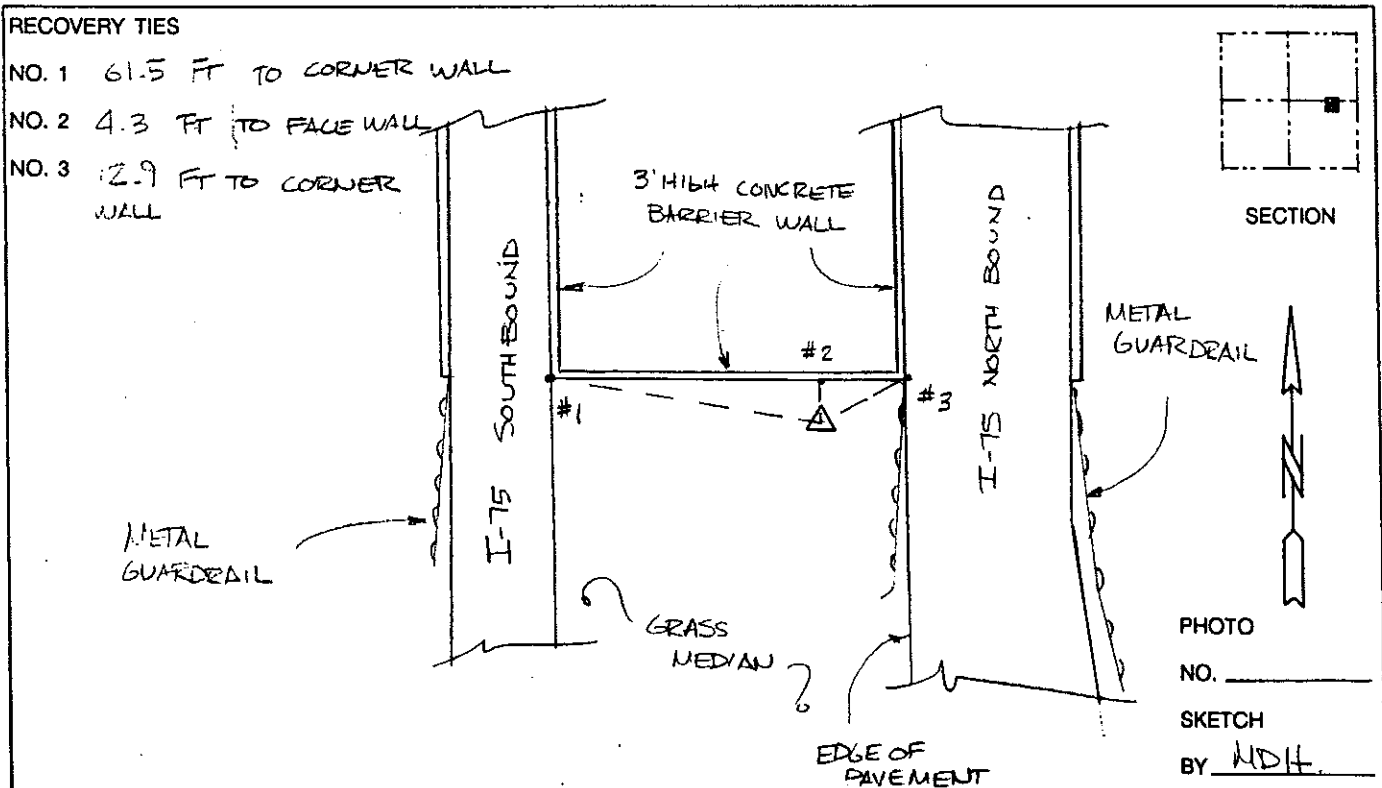 RECOVERY TIES
NO. 1 61.5 FT TO CORNER WALL
NO. 2 4.3 FT TO FACE WALL
NO. 3 12.9 FT TO CORNER
WALL
3' HIGH CONCRETE
BARRIER WALL
SECTION
I-75 SOUTHBOUND
I-75 NORTH BOUND
METAL
GUARDRAIL
#2
#1
#3
N
METAL
GUARDRAIL
GRASS
MEDIAN
EDGE OF
PAVEMENT
PHOTO
NO.
SKETCH
BY MDH.